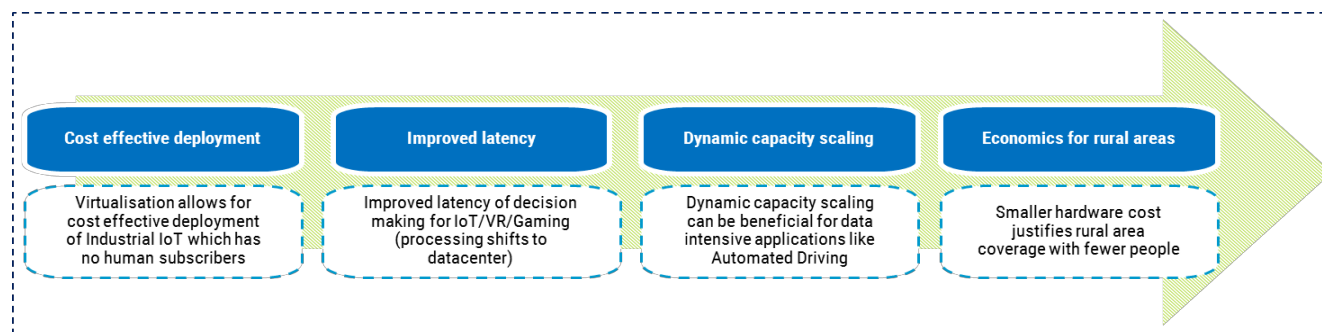 Cost effective deployment
Improved latency
Dynamic capacity scaling
Economics for rural areas
Virtualisation allows for
cost effective deployment
of Industrial IoT which has
no human subscribers
Improved latency of decision
making for IoT/VR/Gaming
(processing shifts to
datacenter)
Dynamic capacity scaling
can be beneficial for data
intensive applications like
Automated Driving
Smaller hardware cost
justifies rural area
coverage with fewer people